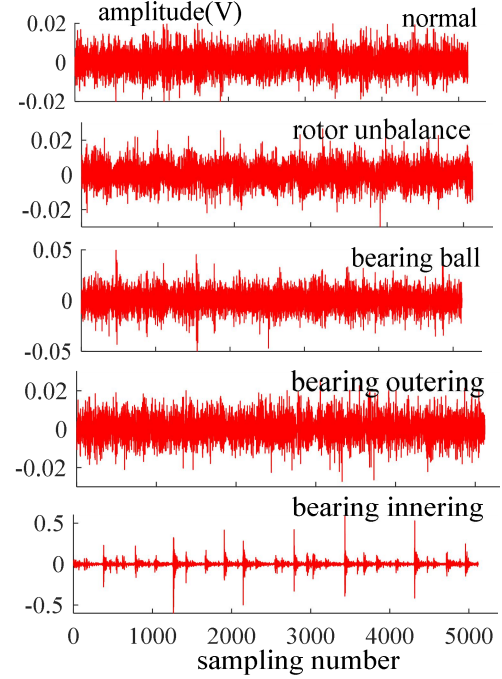 amplitude(V)
normal
0.02
0
-0.02
rotor unbalance
0.02
0
-0.02
bearing ball
0.05
0
-0.05
bearing outering
0.02
0
-0.02
bearing innering
0.5
0
-0.5
0 1000 2000 3000 4000 5000
sampling number